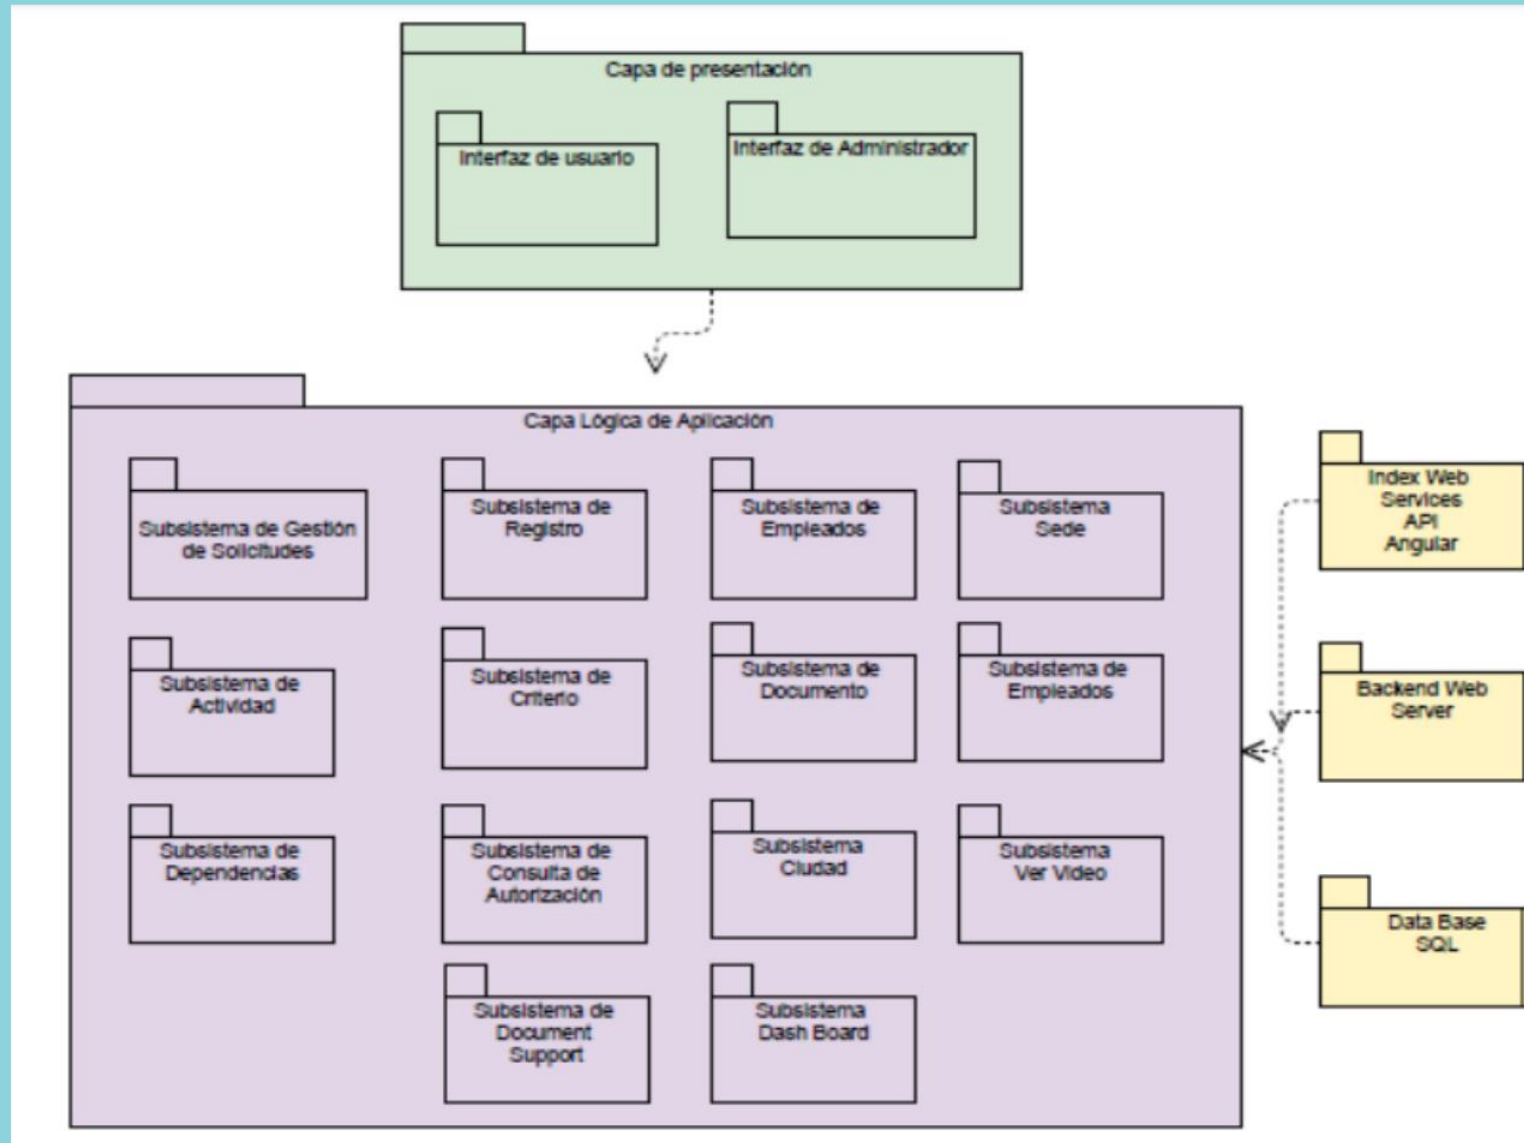 Capa de presentación
Interfaz de usuario
Interfaz de Administrador
Capa Lógica de Aplicación
Subsistema de Gestión
de Solicitudes
Subsistema de
Registro
Subsistema de
Empleados
Subsistema
Sede
Subsistema de
Actividad
Subsistema de
Criterio
Subsistema de
Documento
Subsistema de
Empleados
Subsistema de
Dependencias
Subsistema de
Consulta de
Autorización
Subsistema
Ciudad
Subsistema
Ver Video
Subsistema de
Document
Support
Subsistema
Dash Board
Index Web
Services
API
Angular
Backend Web
Server
Data Base
SQL